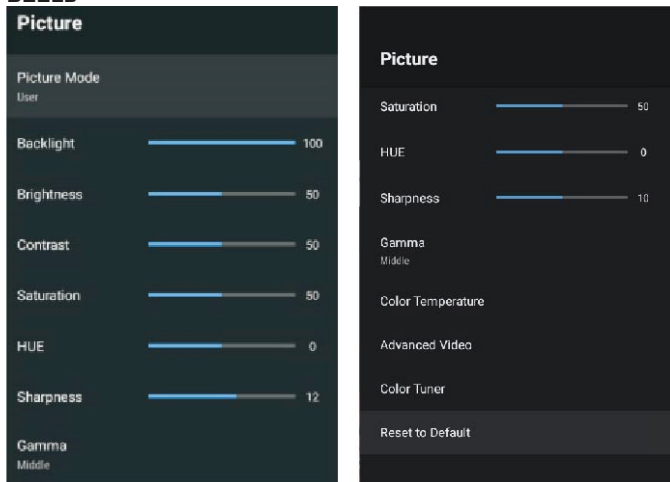 Picture
Picture Mode
User
Backlight 100
Brightness 50
Contrast 50
Saturation 50
HUE 0
Sharpness 12
Gamma
Middle
Picture
Saturation 50
HUE 0
Sharpness 10
Gamma
Middle
Color Temperature
Advanced Video
Color Tuner
Reset to Default